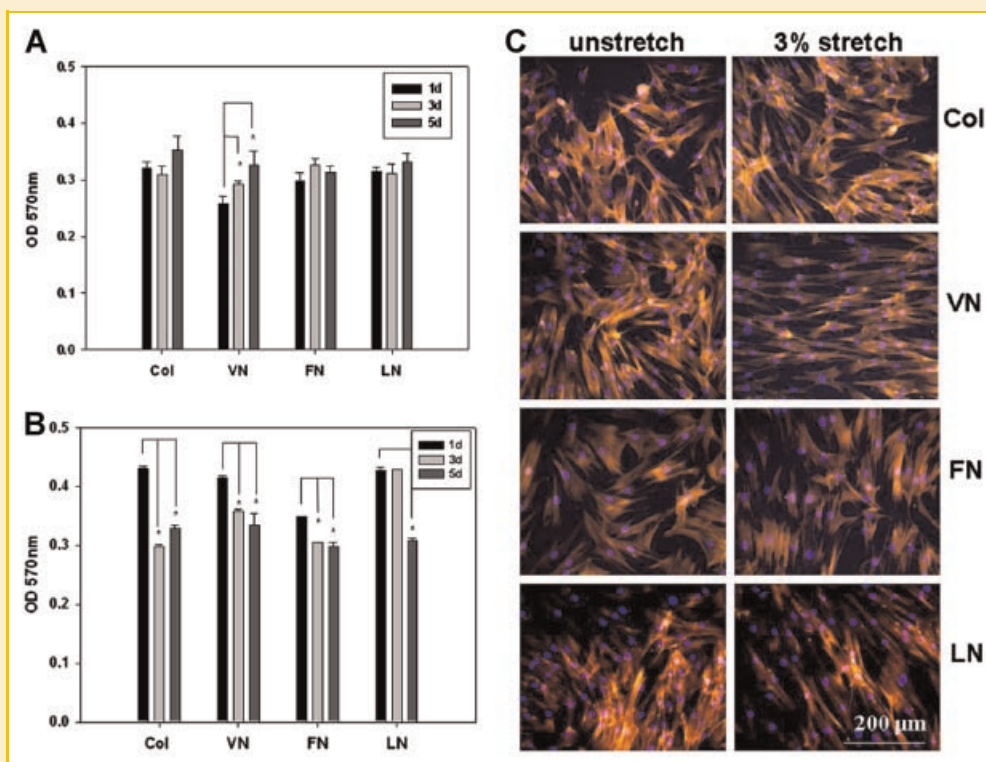 A
0.5
0.4
0.3
0.2
0.1
0.0
OD 570nm
1d
3d
5d
*
*
Col VN FN LN
B
0.5
0.4
0.3
0.2
0.1
0.0
OD 570nm
1d
3d
5d
* * * * * * *
Col VN FN LN
C
unstretch 3% stretch
Col
VN
FN
LN
200 µm